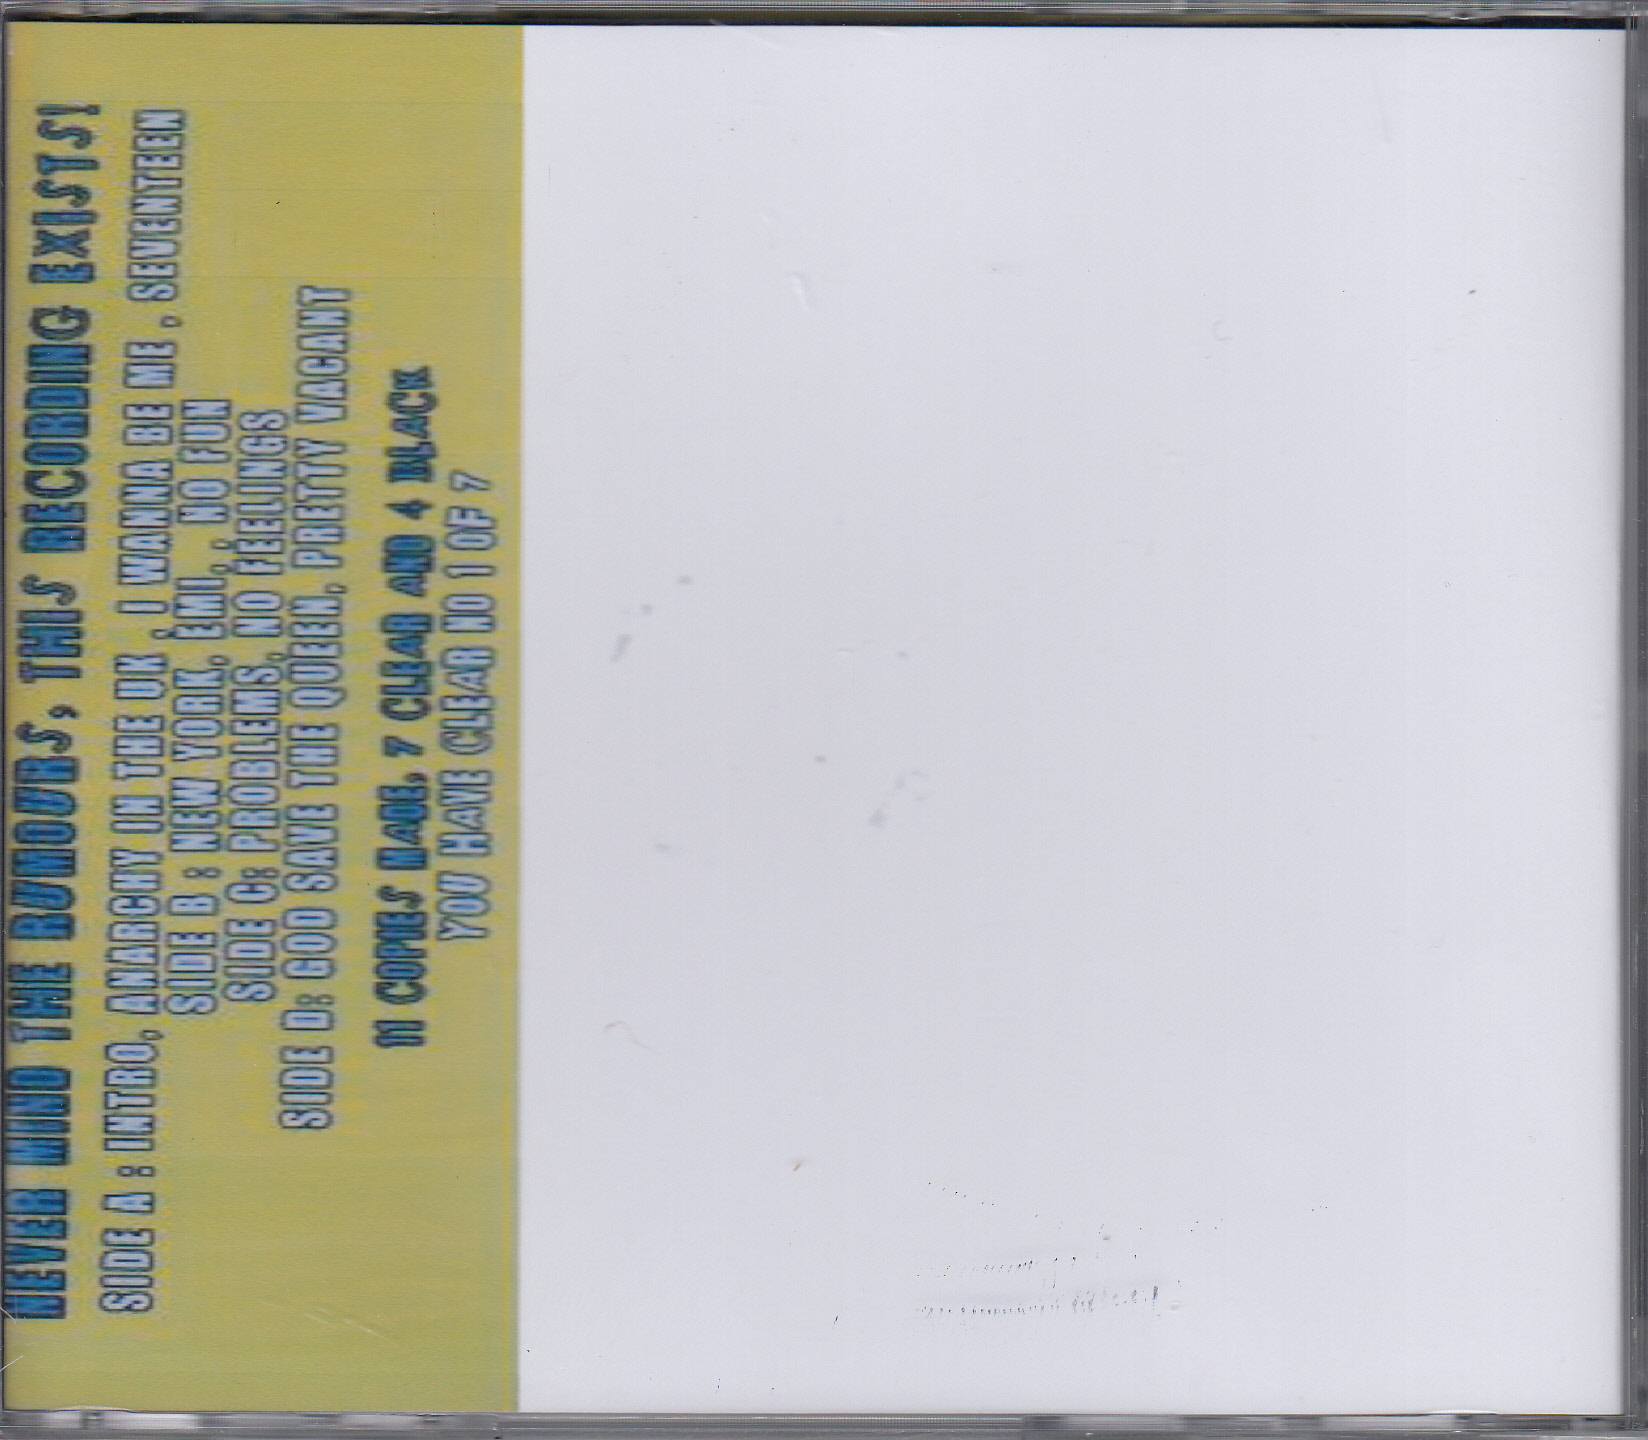 NEVER MIND THE RUMOURS, THIS RECORDING EXISTS!
SIDE A : INTRO, ANARCHY IN THE UK , I WANNA BE ME , SEVENTEEN
SIDE B : NEW YORK, EMI, , NO FUN
SIDE C: PROBLEMS, NO FEELINGS
SIDE D: GOD SAVE THE QUEEN, PRETTY VACANT
11 COPIES MADE, 7 CLEAR AND 4 BLACK
YOU HAVE CLEAR NO 1 OF 7